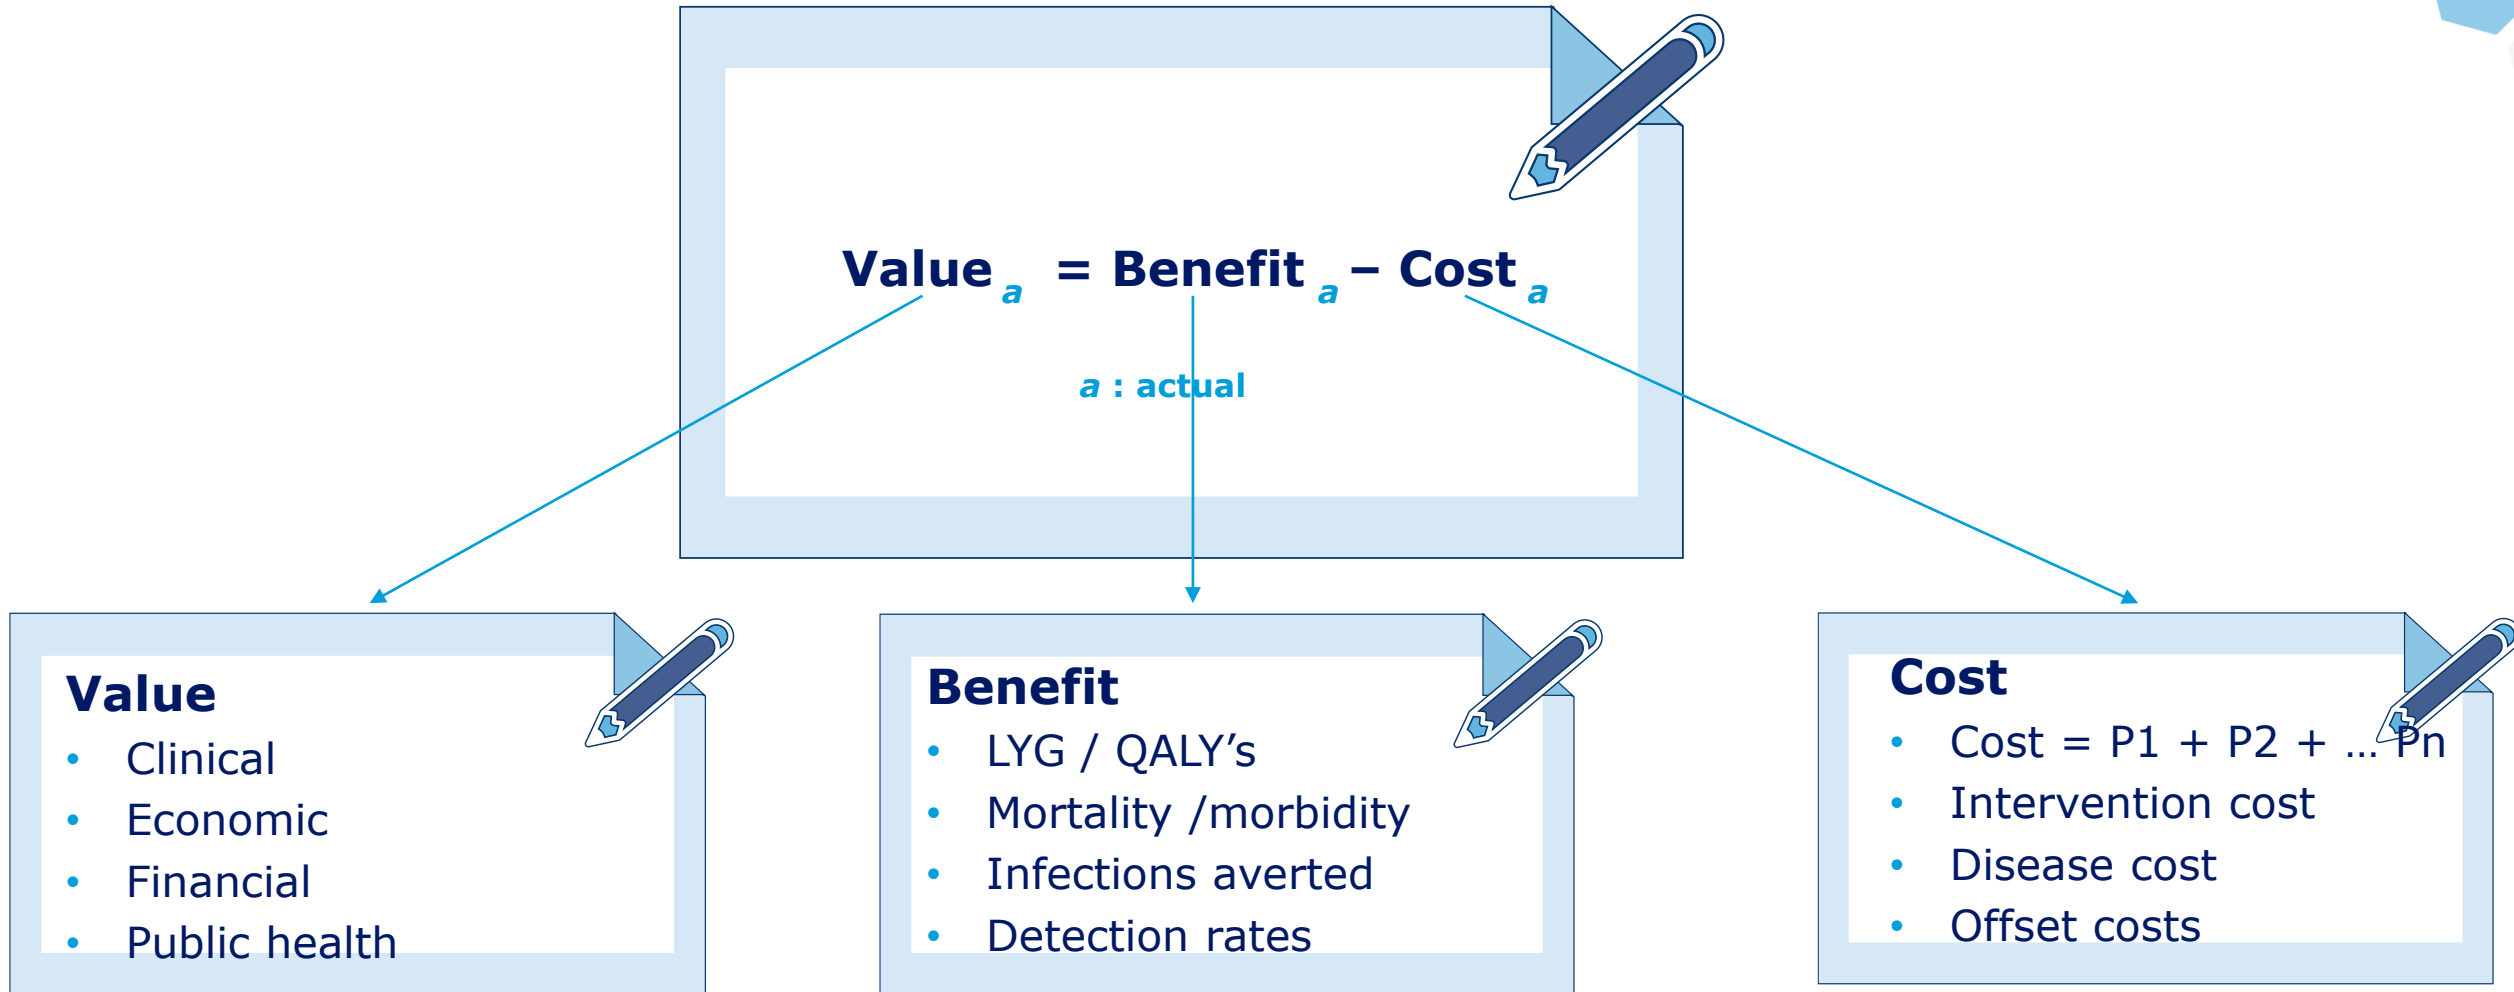 Value a = Benefit a – Cost a
a : actual
Value
• Clinical
• Economic
• Financial
• Public health
Benefit
• LYG / QALY’s
• Mortality /morbidity
• Infections averted
• Detection rates
Cost
• Cost = P1 + P2 + … Pn
• Intervention cost
• Disease cost
• Offset costs